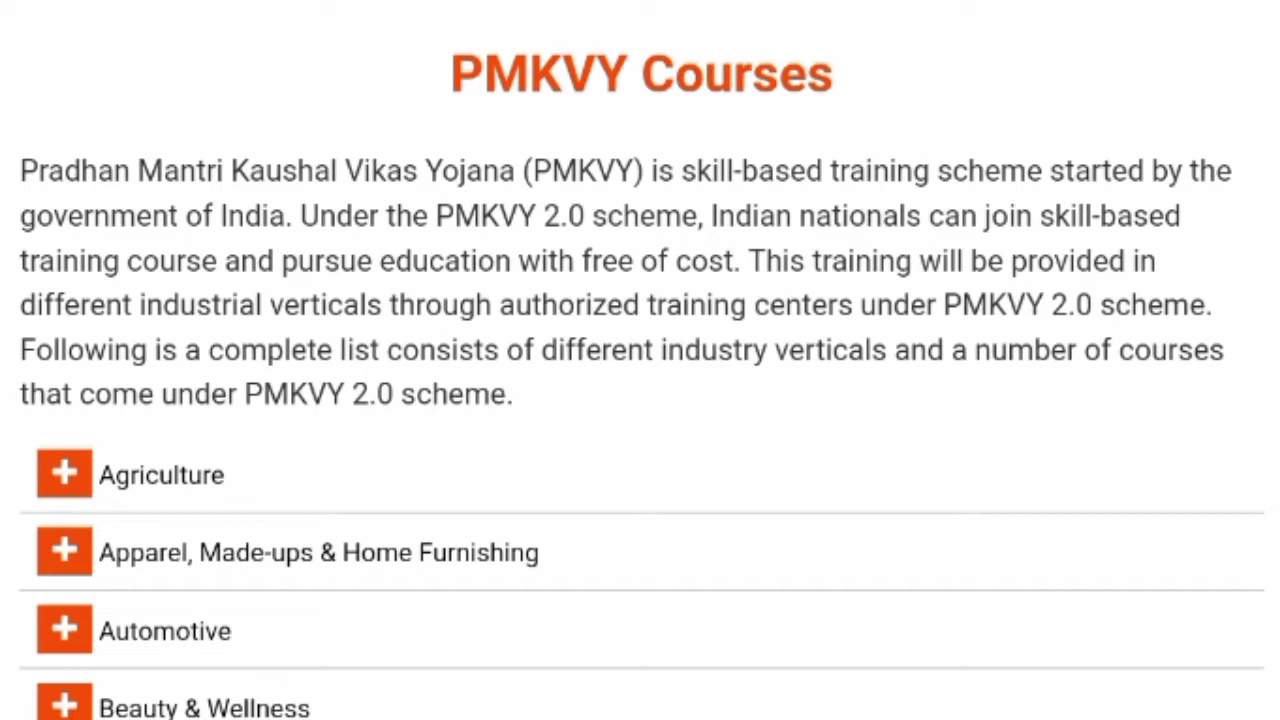 PMKVY Courses
Pradhan Mantri Kaushal Vikas Yojana (PMKVY) is skill-based training scheme started by the
government of India. Under the PMKVY 2.0 scheme, Indian nationals can join skill-based
training course and pursue education with free of cost. This training will be provided in
different industrial verticals through authorized training centers under PMKVY 2.0 scheme.
Following is a complete list consists of different industry verticals and a number of courses
that come under PMKVY 2.0 scheme.
+ Agriculture
+ Apparel, Made-ups & Home Furnishing
+ Automotive
+ Beauty & Wellness